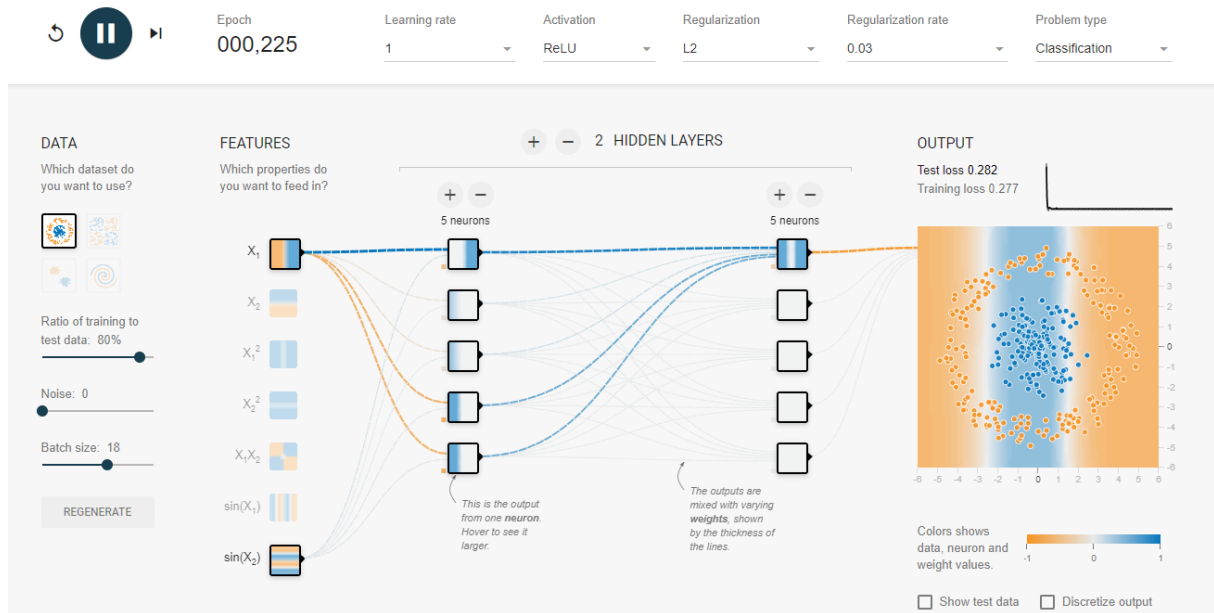 Epoch
000,225
Learning rate
1
Activation
ReLU
Regularization
L2
Regularization rate
0.03
Problem type
Classification
DATA
Which dataset do
you want to use?
Ratio of training to
test data: 80%
Noise: 0
Batch size: 18
REGENERATE
FEATURES
Which properties do
you want to feed in?
X₁
X₂
X₁²
X₂²
X₁X₂
sin(X₁)
sin(X₂)
+ − 2 HIDDEN LAYERS
+ −
5 neurons
+ −
5 neurons
This is the output
from one neuron.
Hover to see it
larger.
The outputs are
mixed with varying
weights, shown
by the thickness of
the lines.
OUTPUT
Test loss 0.282
Training loss 0.277
6
5
4
3
2
1
0
-1
-2
-3
-4
-5
-6
-6 -5 -4 -3 -2 -1 0 1 2 3 4 5 6
Colors shows
data, neuron and
weight values.
-1 0 1
Show test data
Discretize output